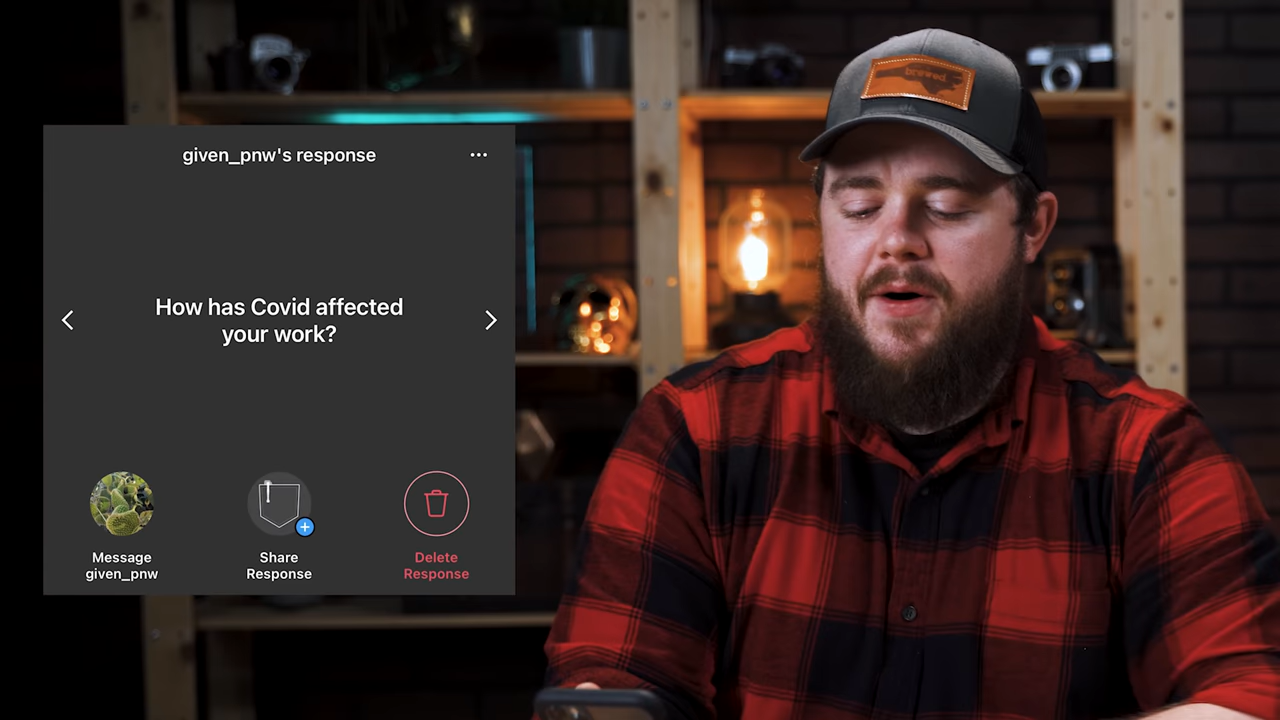 given_pnw's response
How has Covid affected
your work?
Message
given_pnw
Share
Response
Delete
Response
brewed.